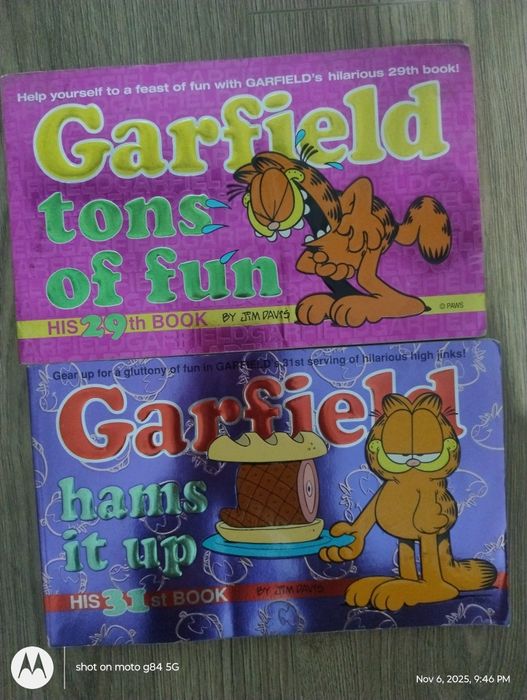 Help yourself to a feast of fun with GARFIELD's hilarious 29th book!
Garfield
tons
of fun
HIS 29th BOOK BY JIM DAVIS
© PAWS
Gear up for a gluttony of fun in GARFIELD's 31st serving of hilarious high jinks!
Garfield
hams
it up
HIS 31st BOOK BY JIM DAVIS
shot on moto g84 5G
Nov 6, 2025, 9:46 PM